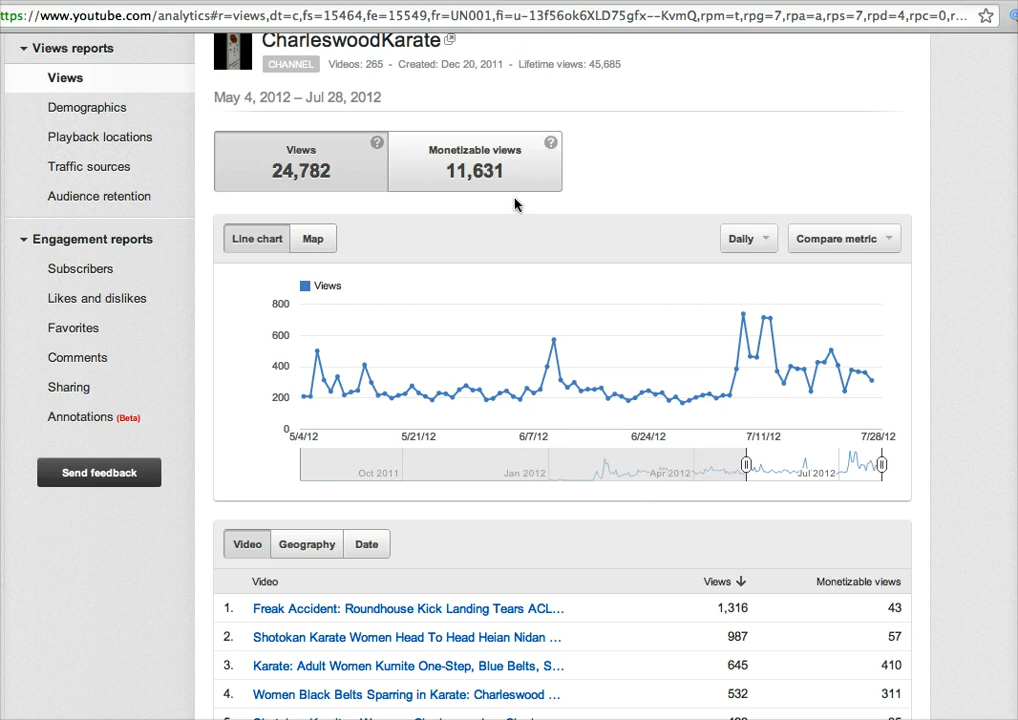 ttps://www.youtube.com/analytics#r=views,dt=c,fs=15464,fe=15549,fr=UN001,fi=u-13f56ok6XLD75gfx--KvmQ,rpm=t,rpg=7,rpa=a,rps=7,rpd=4,rpc=0,r...
Views reports
Views
Demographics
Playback locations
Traffic sources
Audience retention
Engagement reports
Subscribers
Likes and dislikes
Favorites
Comments
Sharing
Annotations (Beta)
Send feedback
CharleswoodKarate
CHANNEL Videos: 265 - Created: Dec 20, 2011 - Lifetime views: 45,685
May 4, 2012 – Jul 28, 2012
Views ?
24,782
Monetizable views ?
11,631
Line chart Map Daily Compare metric
Views
800
600
400
200
0
5/4/12 5/21/12 6/7/12 6/24/12 7/11/12 7/28/12
Oct 2011 Jan 2012 Apr 2012 Jul 2012
Video Geography Date
Video Views Monetizable views
1. Freak Accident: Roundhouse Kick Landing Tears ACL... 1,316 43
2. Shotokan Karate Women Head To Head Heian Nidan ... 987 57
3. Karate: Adult Women Kumite One-Step, Blue Belts, S... 645 410
4. Women Black Belts Sparring in Karate: Charleswood ... 532 311